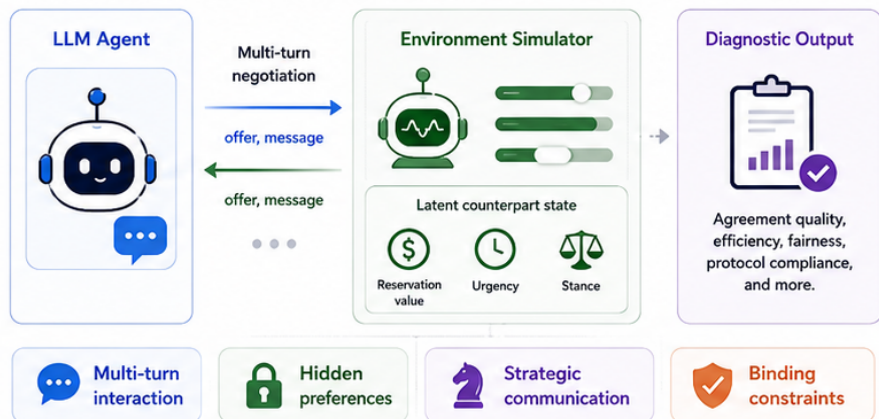 LLM Agent
Environment Simulator
Diagnostic Output
Multi-turn
negotiation
offer, message
offer, message
Latent counterpart state
$
Reservation
value
Urgency
Stance
Agreement quality,
efficiency, fairness,
protocol compliance,
and more.
Multi-turn
interaction
Hidden
preferences
Strategic
communication
Binding
constraints